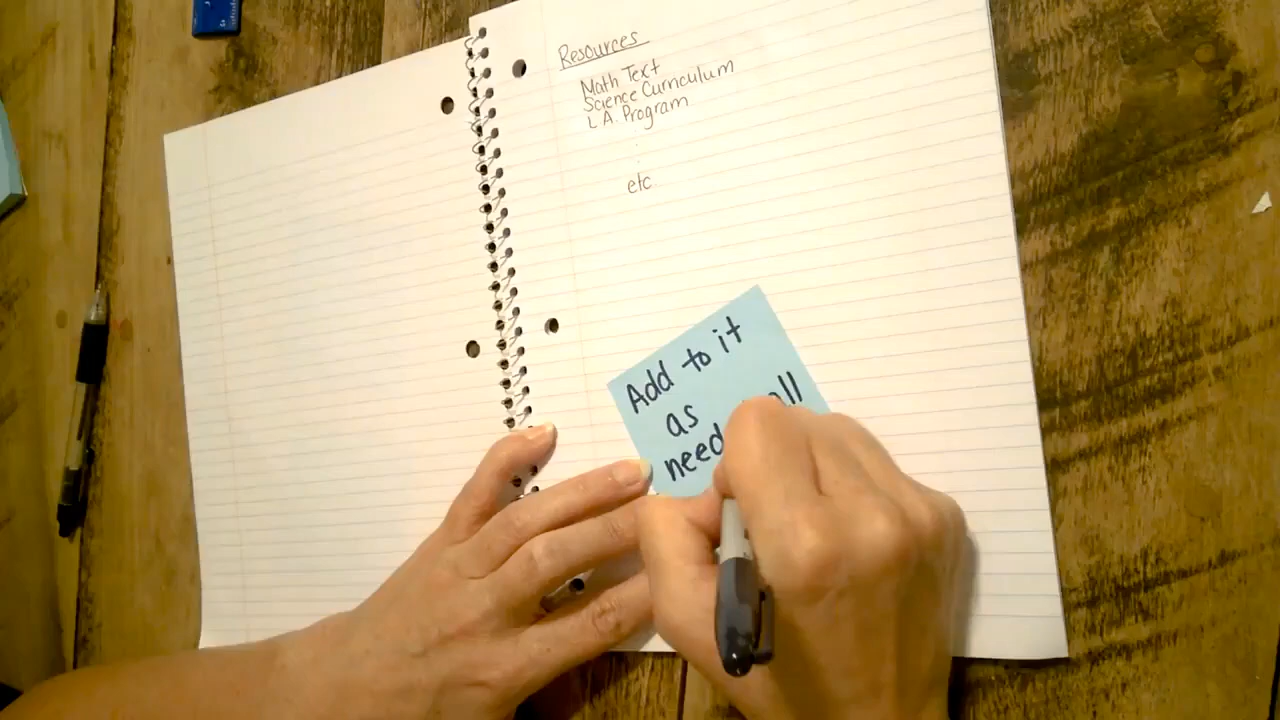 Resources
Math Text
Science Curriculum
L.A. Program
etc
Add to it
as
need